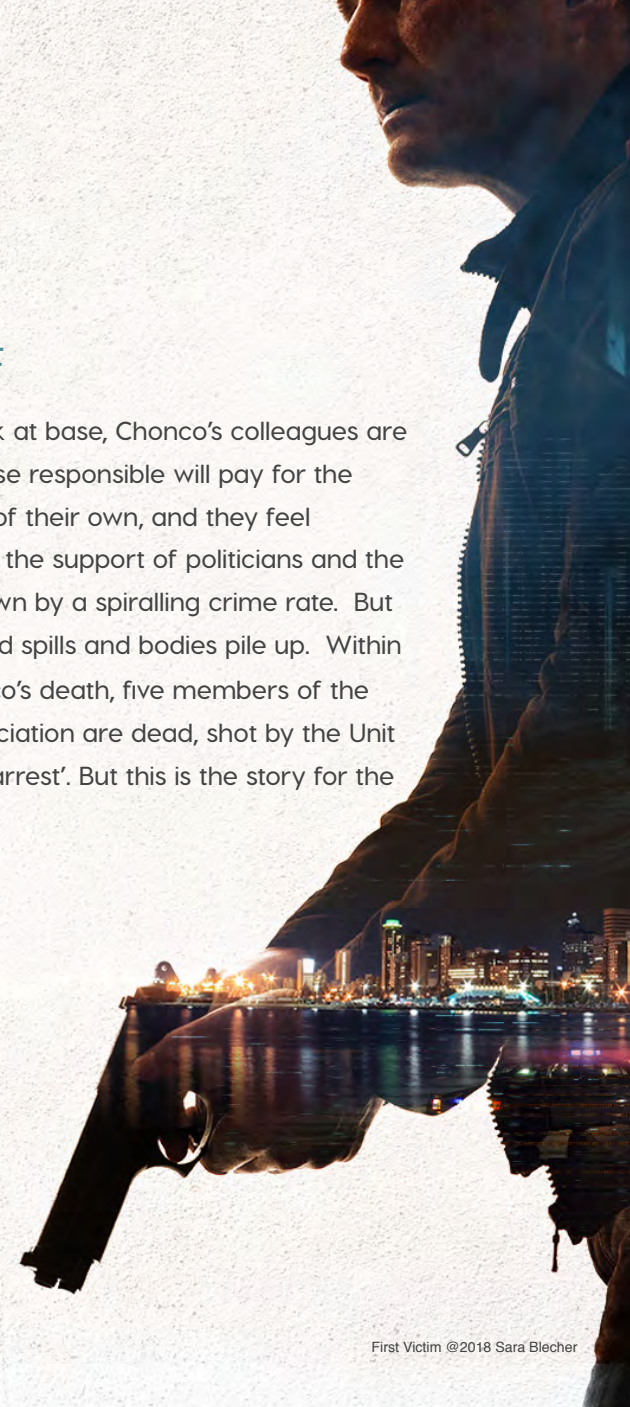 at base, Chonco's colleagues are
responsible will pay for the
of their own, and they feel
the support of politicians and the
by a spiralling crime rate.  But
spills and bodies pile up.  Within
death, five members of the
are dead, shot by the Unit
arrest'. But this is the story for the
First Victim @2018 Sara Blecher